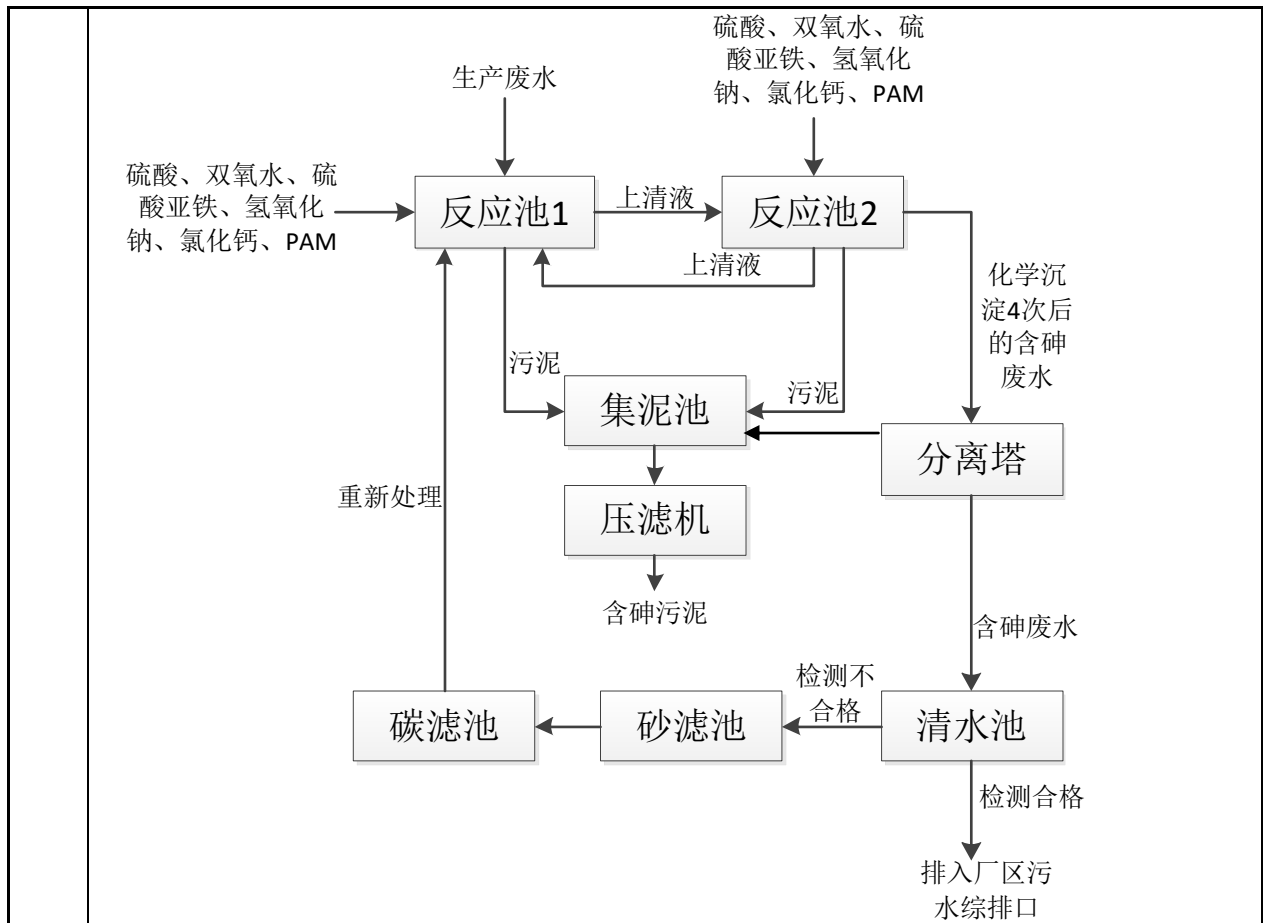 硫酸、双氧水、硫
酸亚铁、氢氧化
钠、氯化钙、PAM
生产废水
硫酸、双氧水、硫
酸亚铁、氢氧化
钠、氯化钙、PAM
反应池1
上清液
反应池2
上清液
化学沉
淀4次后
的含砷
废水
污泥
污泥
集泥池
分离塔
重新处理
压滤机
含砷污泥
含砷废水
检测不
合格
碳滤池
砂滤池
清水池
检测合格
排入厂区污
水综排口